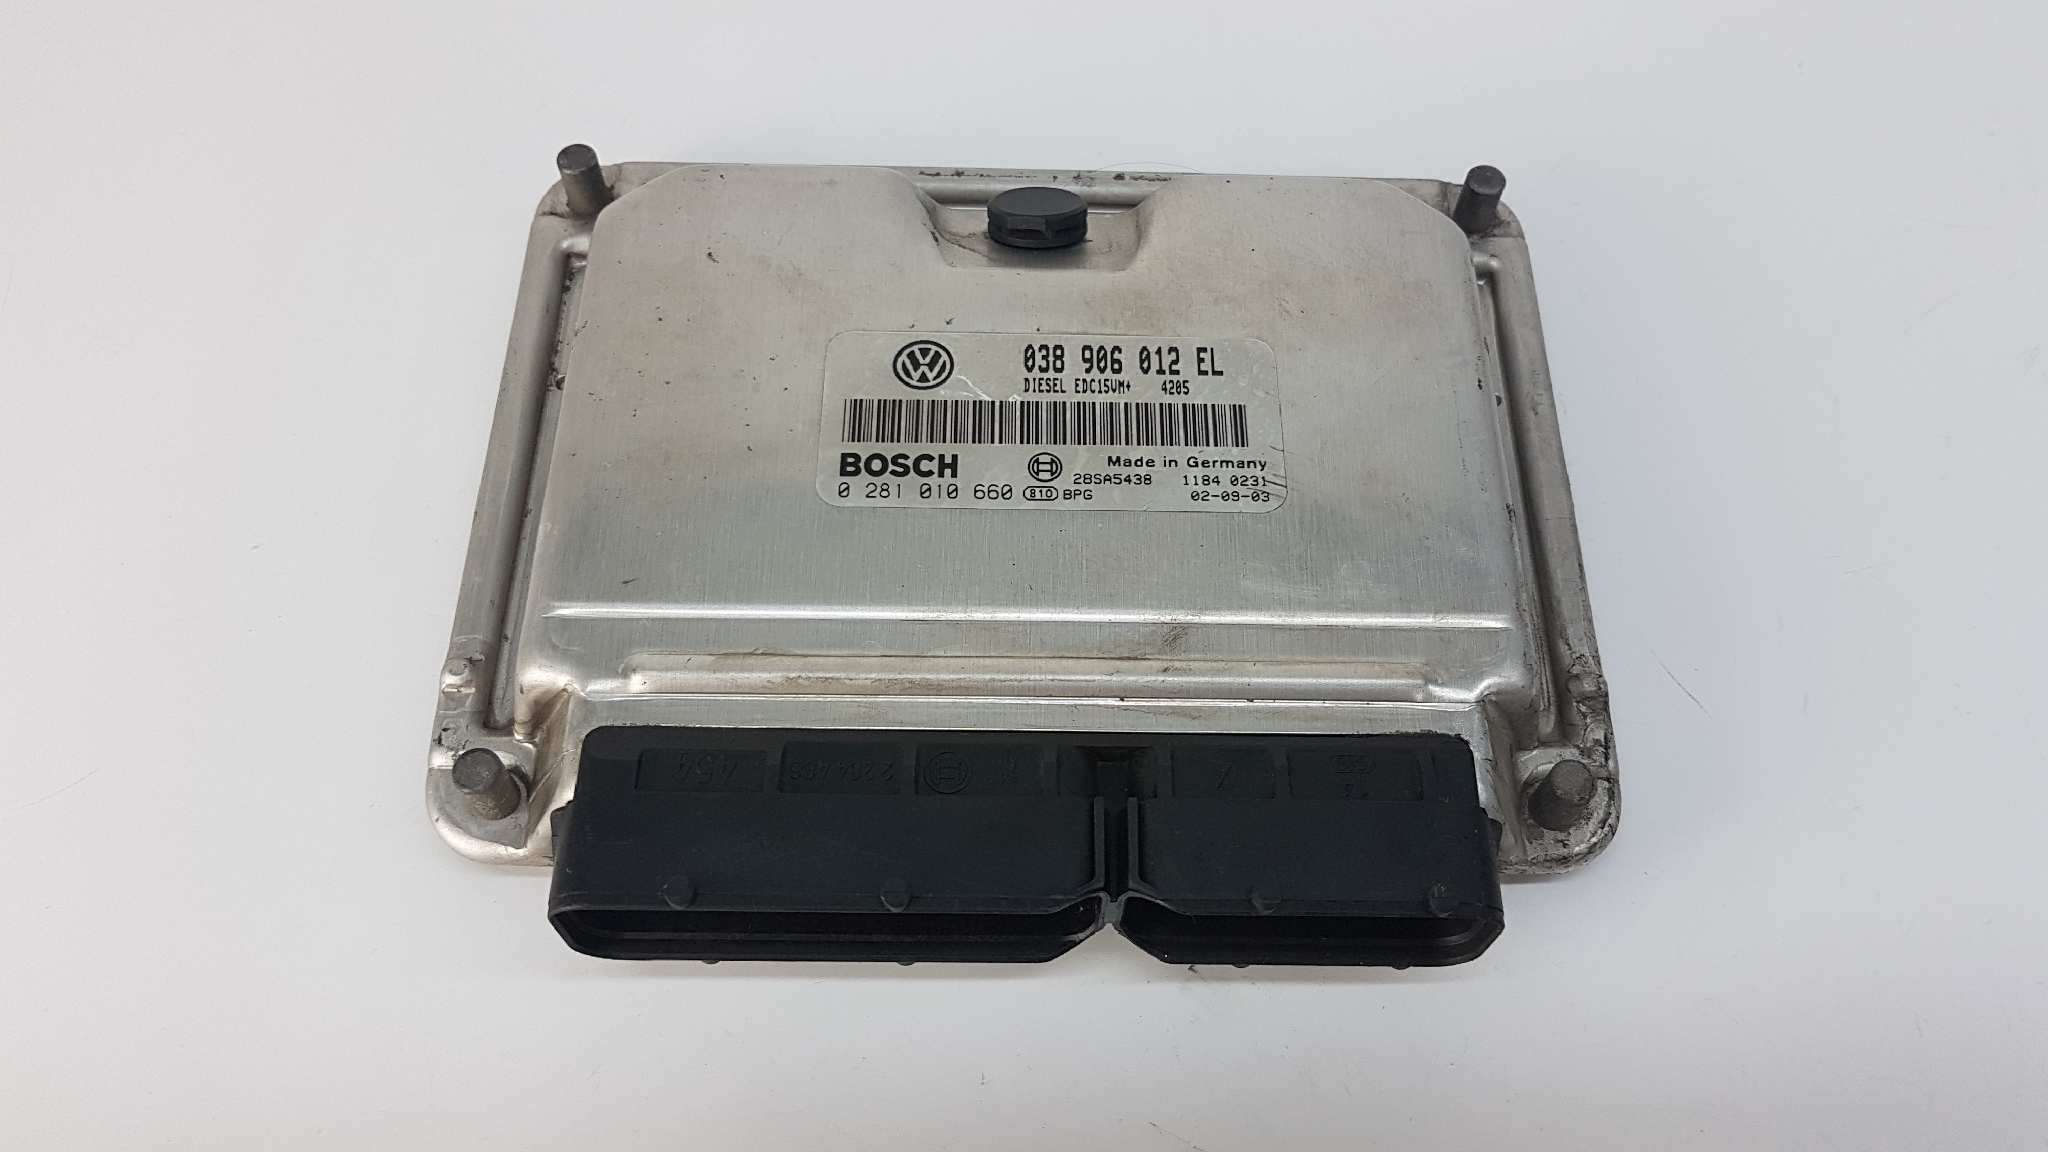 038 906 012 EL
DIESEL EDC15VM+ 4205
BOSCH
Made in Germany
28SA5438 1184 0231
0 281 010 660 810 BPG 02-09-03
454